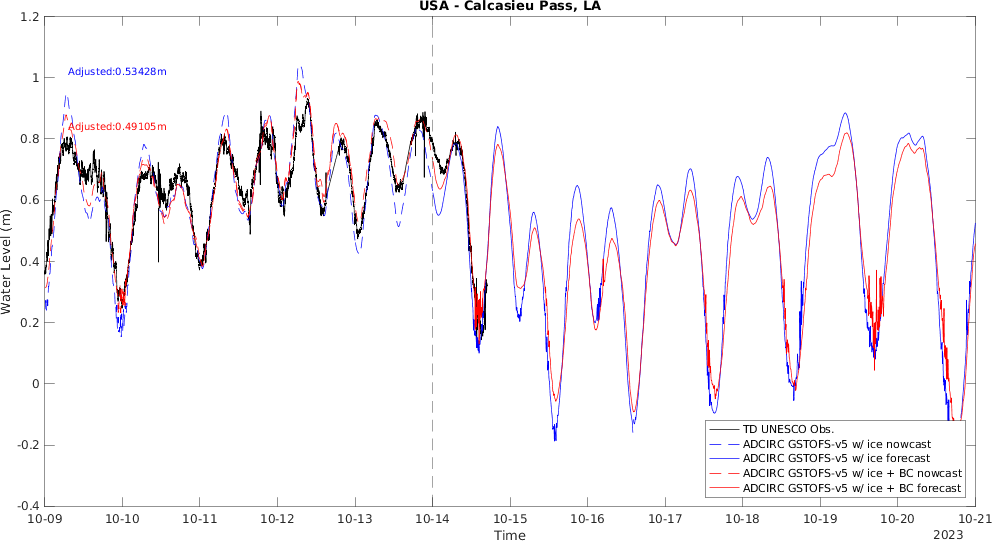 USA - Calcasieu Pass, LA
1.2
1
0.8
0.6
0.4
0.2
0
-0.2
-0.4
Water Level (m)
Adjusted:0.53428m
Adjusted:0.49105m
TD UNESCO Obs.
ADCIRC GSTOFS-v5 w/ ice nowcast
ADCIRC GSTOFS-v5 w/ ice forecast
ADCIRC GSTOFS-v5 w/ ice + BC nowcast
ADCIRC GSTOFS-v5 w/ ice + BC forecast
10-09 10-10 10-11 10-12 10-13 10-14 10-15 10-16 10-17 10-18 10-19 10-20 10-21
Time
2023